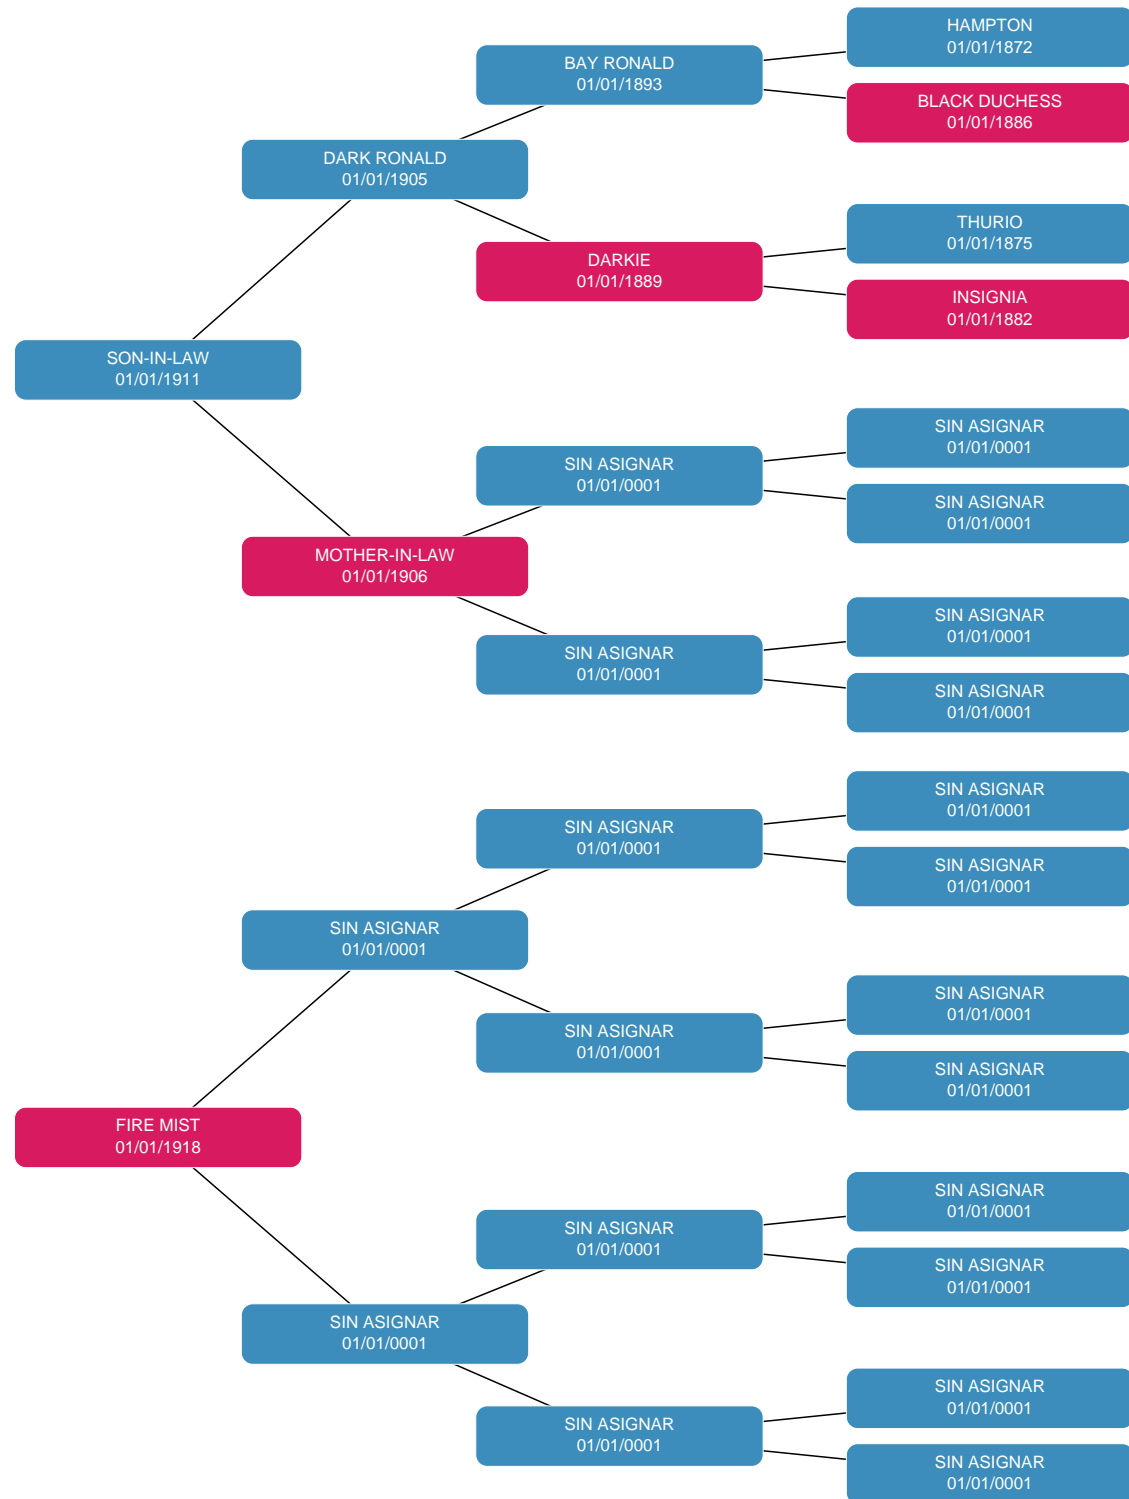 HAMPTON
01/01/1872
BAY RONALD
01/01/1893
BLACK DUCHESS
01/01/1886
DARK RONALD
01/01/1905
THURIO
01/01/1875
DARKIE
01/01/1889
INSIGNIA
01/01/1882
SON-IN-LAW
01/01/1911
SIN ASIGNAR
01/01/0001
SIN ASIGNAR
01/01/0001
SIN ASIGNAR
01/01/0001
MOTHER-IN-LAW
01/01/1906
SIN ASIGNAR
01/01/0001
SIN ASIGNAR
01/01/0001
SIN ASIGNAR
01/01/0001
SIN ASIGNAR
01/01/0001
SIN ASIGNAR
01/01/0001
SIN ASIGNAR
01/01/0001
SIN ASIGNAR
01/01/0001
SIN ASIGNAR
01/01/0001
SIN ASIGNAR
01/01/0001
SIN ASIGNAR
01/01/0001
FIRE MIST
01/01/1918
SIN ASIGNAR
01/01/0001
SIN ASIGNAR
01/01/0001
SIN ASIGNAR
01/01/0001
SIN ASIGNAR
01/01/0001
SIN ASIGNAR
01/01/0001
SIN ASIGNAR
01/01/0001
SIN ASIGNAR
01/01/0001